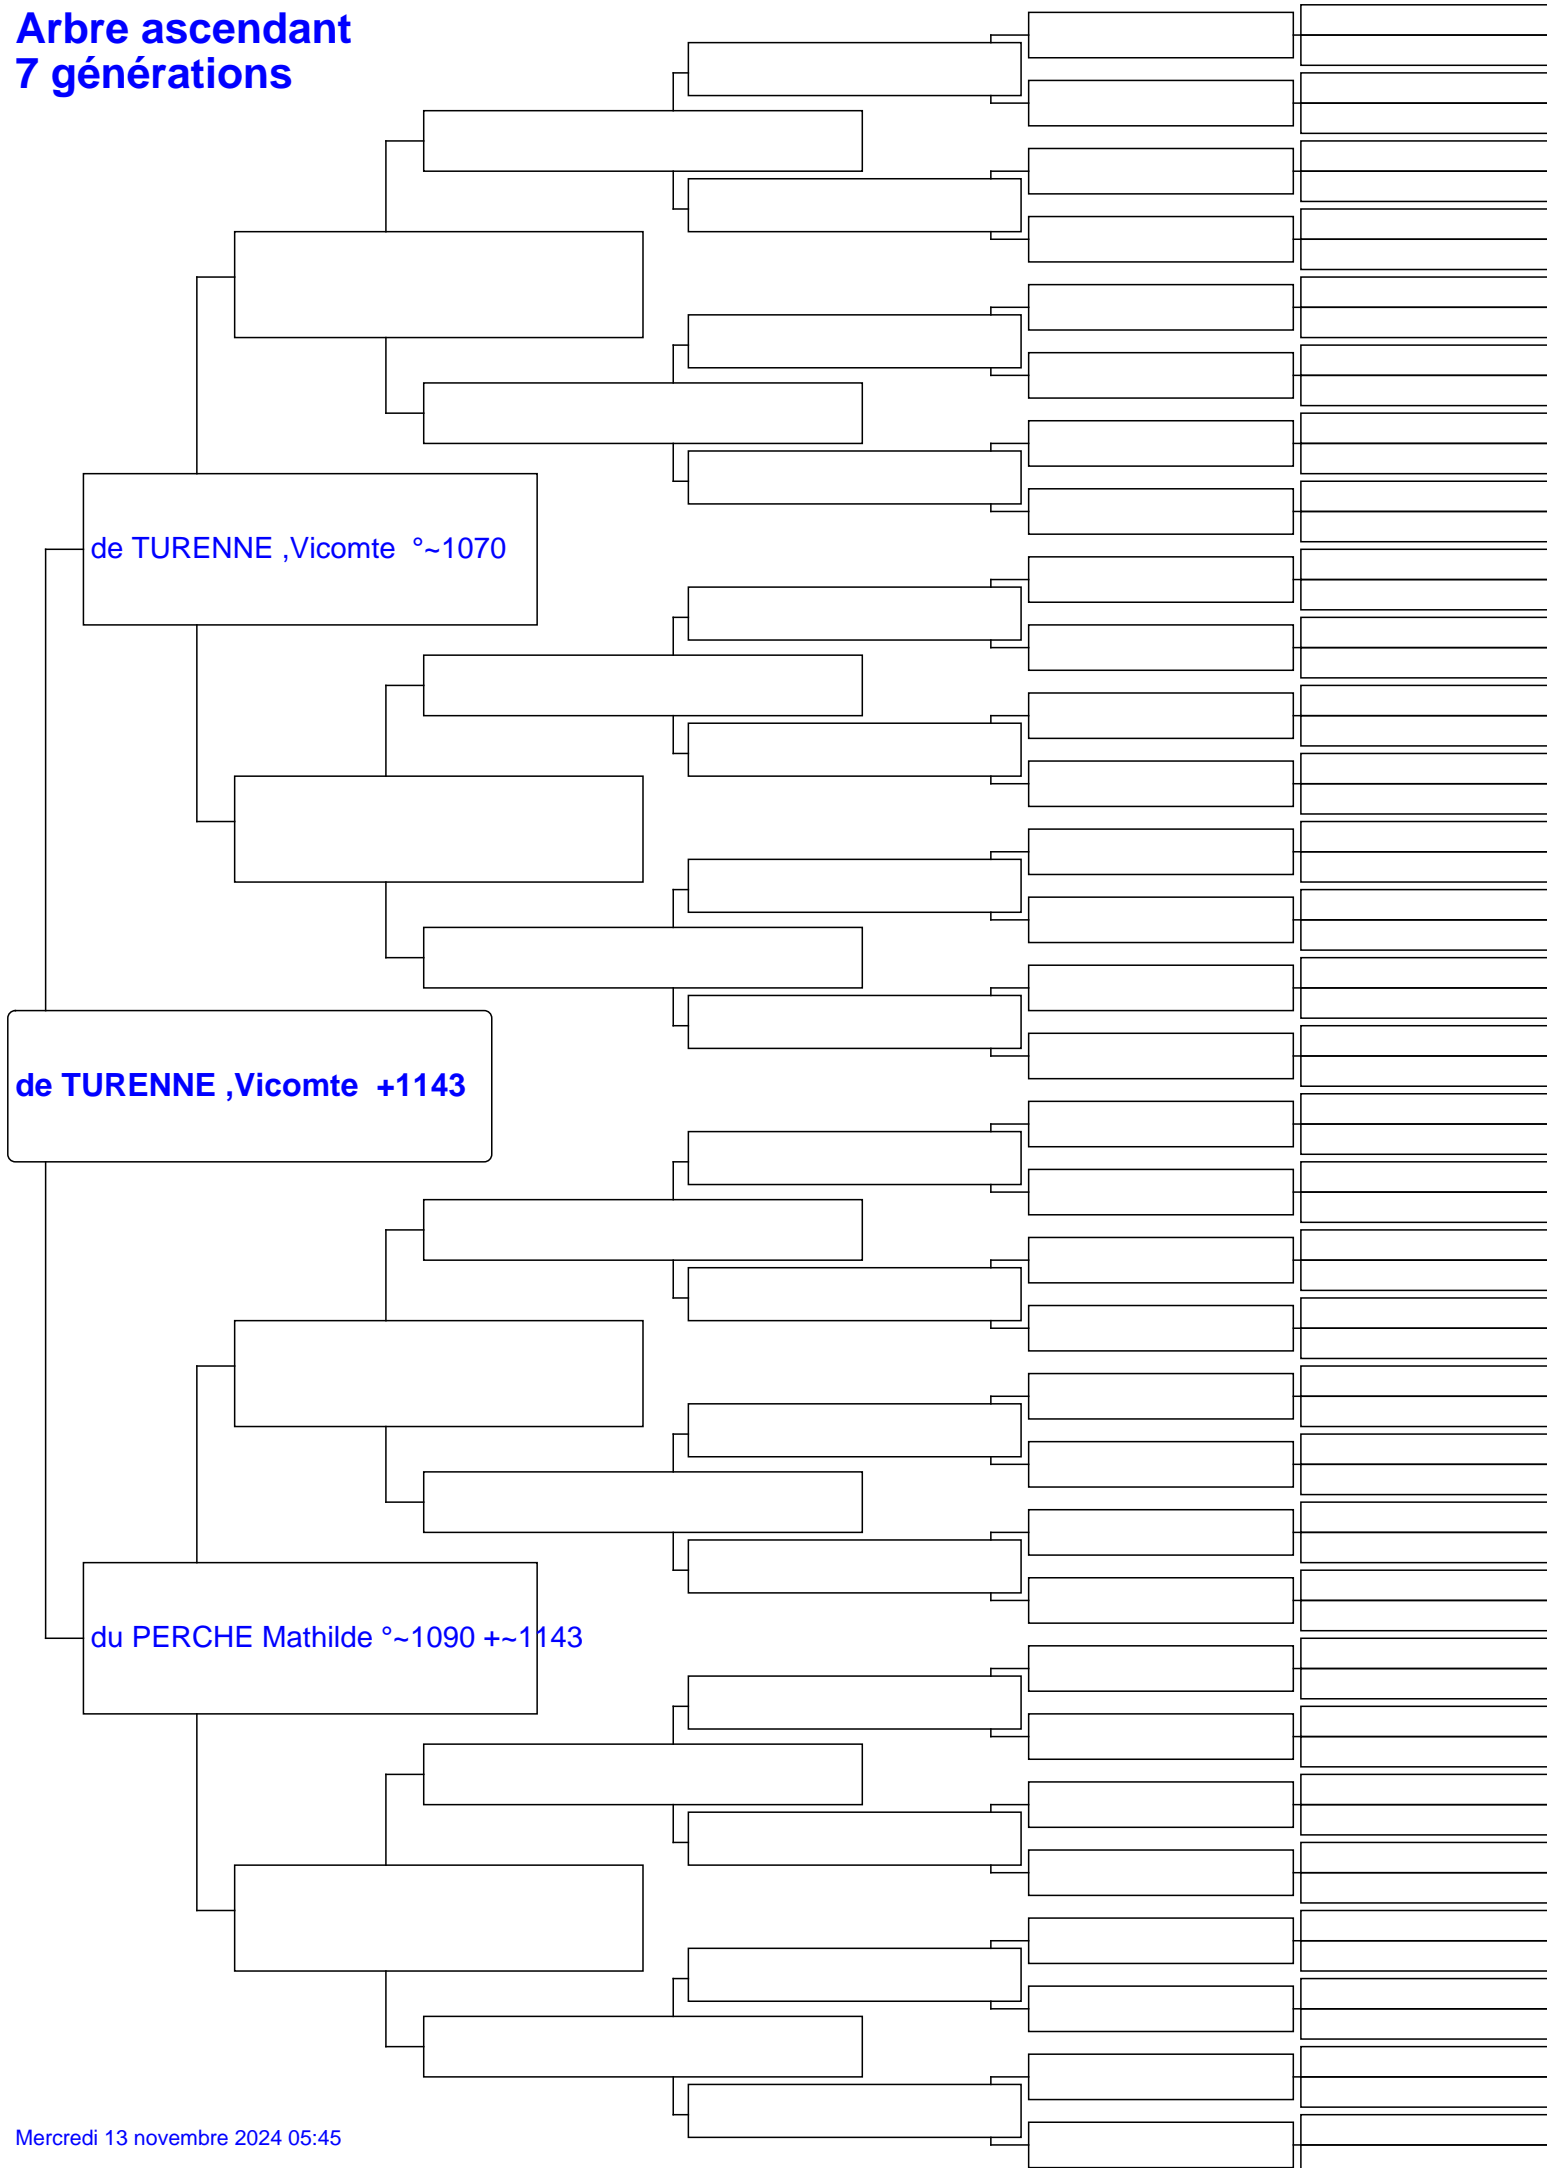 Arbre ascendant
7 générations
de TURENNE ,Vicomte  °~1070
de TURENNE ,Vicomte  +1143
du PERCHE Mathilde °~1090 +~1143
Mercredi 13 novembre 2024 05:45